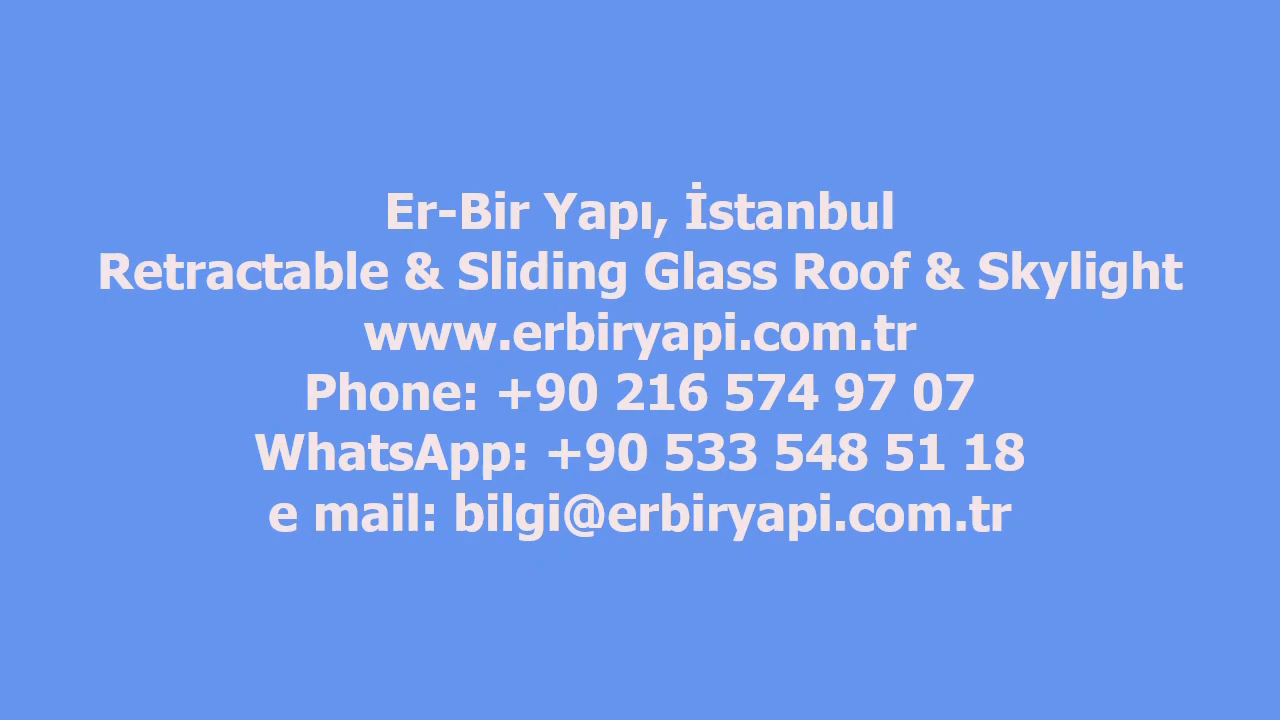 Er-Bir Yapı, İstanbul
Retractable & Sliding Glass Roof & Skylight
www.erbiryapi.com.tr
Phone: +90 216 574 97 07
WhatsApp: +90 533 548 51 18
e mail: bilgi@erbiryapi.com.tr